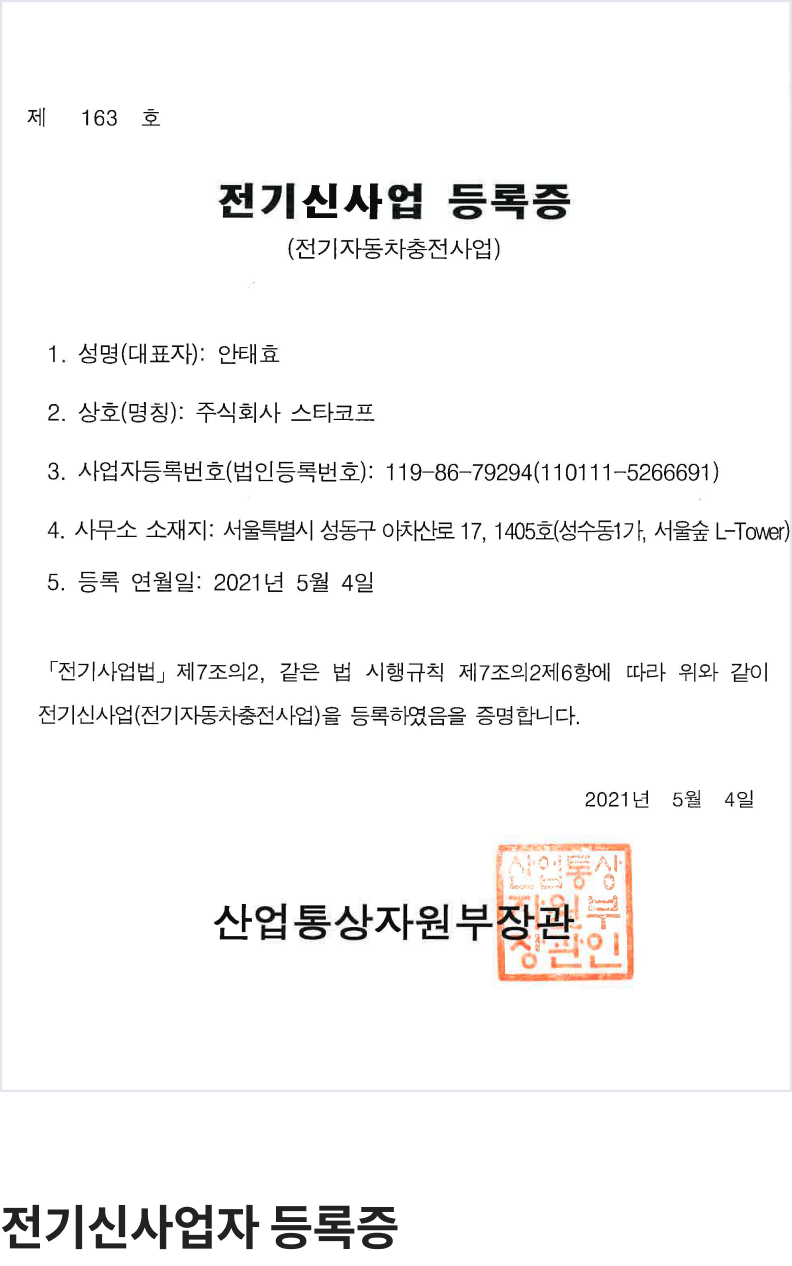 제 163 호
전기신사업 등록증
(전기자동차충전사업)
1. 성명(대표자): 안태효
2. 상호(명칭): 주식회사 스타코프
3. 사업자등록번호(법인등록번호): 119-86-79294(110111-5266691)
4. 사무소 소재지: 서울특별시 성동구 아차산로 17, 1405호(성수동1가, 서울숲 L-Tower)
5. 등록 연월일: 2021년 5월 4일
「전기사업법」 제7조의2, 같은 법 시행규칙 제7조의2제6항에 따라 위와 같이
전기신사업(전기자동차충전사업)을 등록하였음을 증명합니다.
2021년 5월 4일
산업통상자원부장관
산업통상
자원부
장관인
전기신사업자 등록증